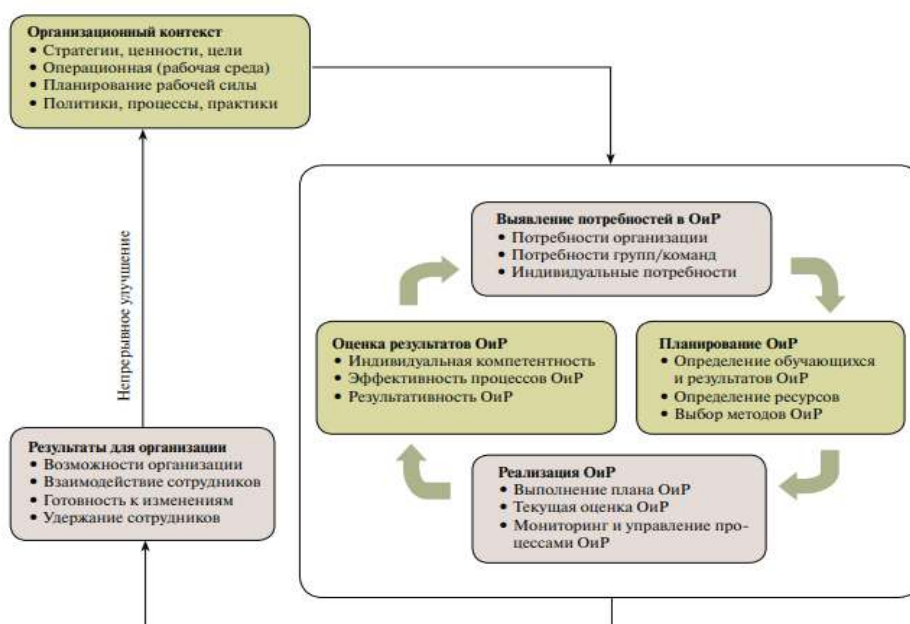 Организационный контекст
• Стратегии, ценности, цели
• Операционная (рабочая среда)
• Планирование рабочей силы
• Политики, процессы, практики
Непрерывное улучшение
Выявление потребностей в ОиР
• Потребности организации
• Потребности групп/команд
• Индивидуальные потребности
Оценка результатов ОиР
• Индивидуальная компетентность
• Эффективность процессов ОиР
• Результативность ОиР
Планирование ОиР
• Определение обучающихся
и результатов ОиР
• Определение ресурсов
• Выбор методов ОиР
Результаты для организации
• Возможности организации
• Взаимодействие сотрудников
• Готовность к изменениям
• Удержание сотрудников
Реализация ОиР
• Выполнение плана ОиР
• Текущая оценка ОиР
• Мониторинг и управление про-
цессами ОиР